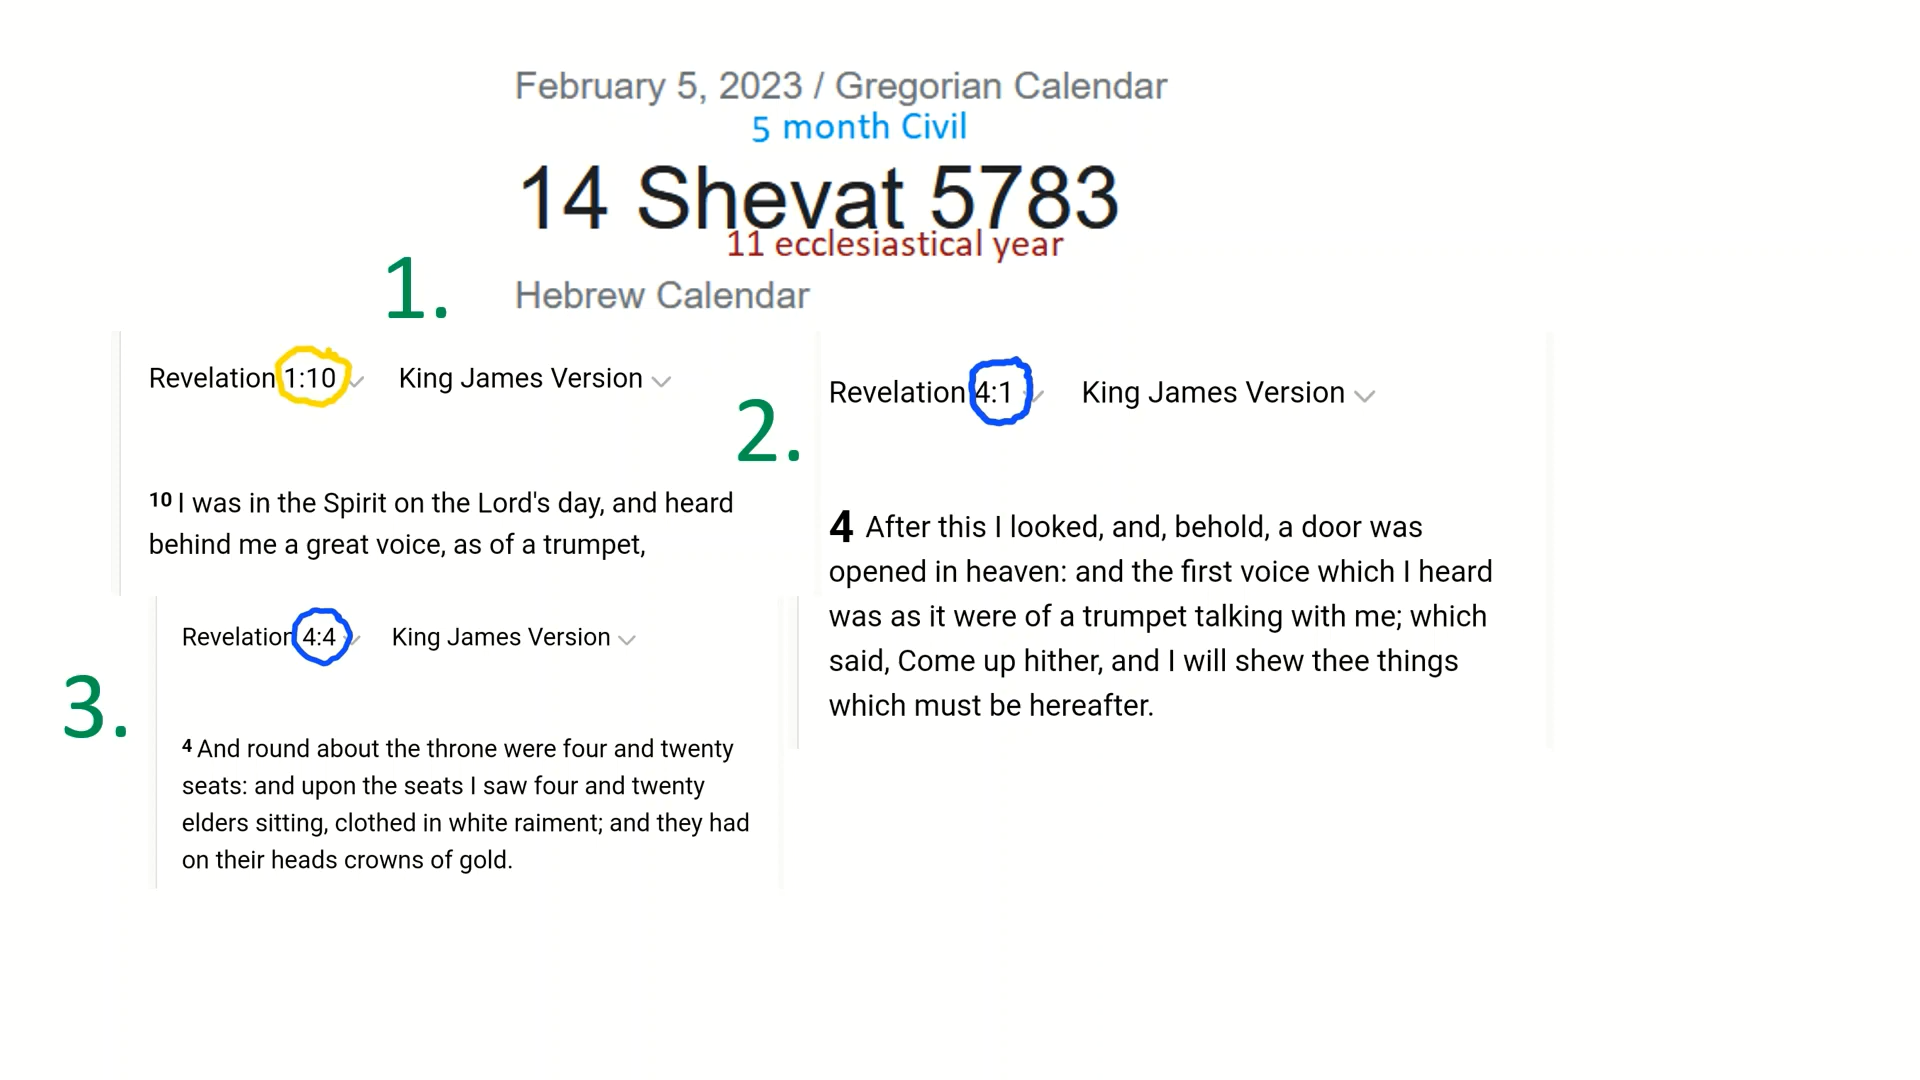 February 5, 2023 / Gregorian Calendar
5 month Civil
14 Shevat 5783
11 ecclesiastical year
Hebrew Calendar
1.
Revelation 1:10 King James Version
10 I was in the Spirit on the Lord's day, and heard
behind me a great voice, as of a trumpet,
2.
Revelation 4:1 King James Version
4 After this I looked, and, behold, a door was
opened in heaven: and the first voice which I heard
was as it were of a trumpet talking with me; which
said, Come up hither, and I will shew thee things
which must be hereafter.
3.
Revelation 4:4 King James Version
4 And round about the throne were four and twenty
seats: and upon the seats I saw four and twenty
elders sitting, clothed in white raiment; and they had
on their heads crowns of gold.